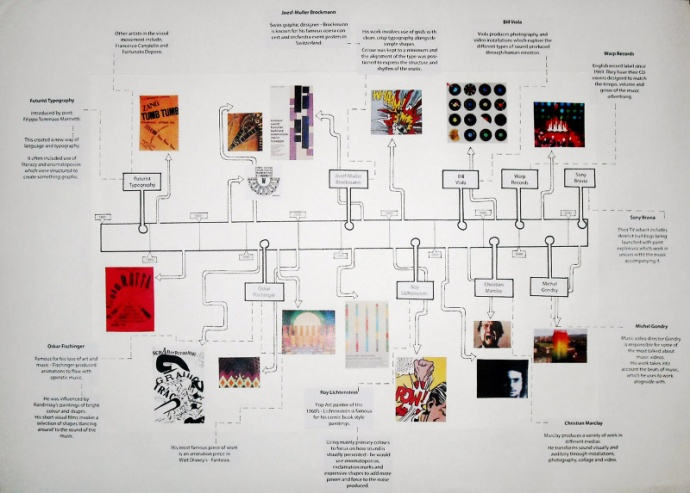 Josef-Muller Brockmann
Swiss graphic designer - Brockmann
is known for his famous opera con
cert and orchestra event posters in
Switzerland.
Other artists in the visual
movement include,
Francesco Cangiullo and
Fortunato Depero.
His work involves use of grids with
clean, crisp typography alongside
simple shapes.
Colour was kept to a minimum and
the alignment of the type was posi-
tioned to express the structure and
rhythm of the music.
Bill Viola
Viola produces photography and
video installations which explore the
different types of sound produced
through human emotion.
Warp Records
English record label since
1989. They have their CD
covers designed to match
the tempo, volume and
genre of the music
advertising.
Futurist Typography
Introduced by poet
Filippo Tommaso Marinetti.
This created a new way of
language and typography.
It often included use of
literacy and onomatopoeias
which were structured to
create something graphic.
ZANG
TUMB TUMB
Futurist
Typography
Josef-Muller
Brockmann
Bill
Viola
Warp
Records
Sony
Bravia
Oskar
Fischinger
Roy
Lichtenstein
Christian
Marclay
Michel
Gondry
Sony Bravia
Their TV advert includes
derelict buildings being
launched with paint
explosions which work in
unison with the music
accompanying it.
Oskar Fischinger
Famous for his love of art and
music - Fischinger produced
animations to flow with
operatic music.
He was influenced by
Kandinsky's paintings of bright
colour and shapes.
His short visual films involve a
selection of shapes dancing
around to the sound of the
music.
His most famous piece of work
is an animation piece in
Walt Disney's - Fantasia.
Roy Lichtenstein
Pop Art painter of the
1960's - Lichtenstein is famous
for his comic book style
paintings.
Using mainly primary colours
to focus on how sound is
visually presented - he would
use onomatopoeias,
exclamation marks and
expressive shapes to add more
power and force to the noise
produced.
POW!
Michel Gondry
Music video director Gondry
is responsible for some of
the most talked about
music videos.
His work takes into
account the beats of music,
which he uses to work
alongside with.
Christian Marclay
Marclay produces a variety of work in
different medias.
He transforms sound visually and
auditory through installations,
photography, collage and video.